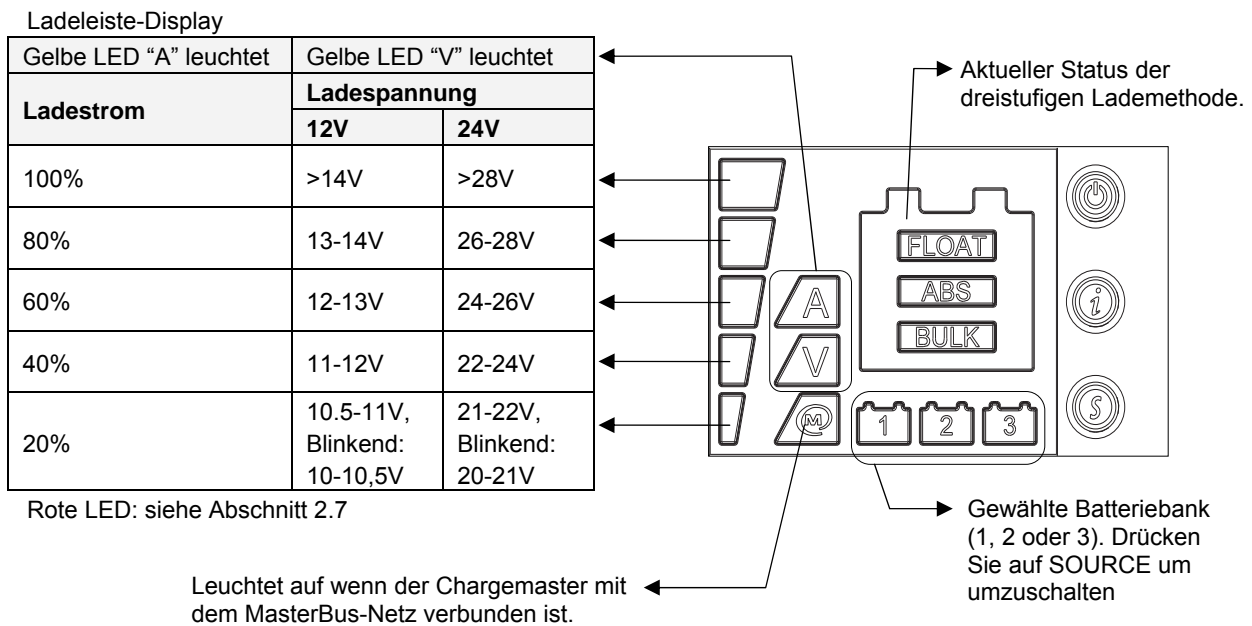 Ladeleiste-Display
Gelbe LED “A” leuchtet
Gelbe LED “V” leuchtet
Ladestrom
Ladespannung
12V
24V
100%
>14V
>28V
80%
13-14V
26-28V
60%
12-13V
24-26V
40%
11-12V
22-24V
20%
10.5-11V,
Blinkend:
10-10,5V
21-22V,
Blinkend:
20-21V
Rote LED: siehe Abschnitt 2.7
Aktueller Status der
dreistufigen Lademethode.
FLOAT
ABS
BULK
A
V
M
1
2
3
i
S
Gewählte Batteriebank
(1, 2 oder 3). Drücken
Sie auf SOURCE um
umzuschalten
Leuchtet auf wenn der Chargemaster mit
dem MasterBus-Netz verbunden ist.